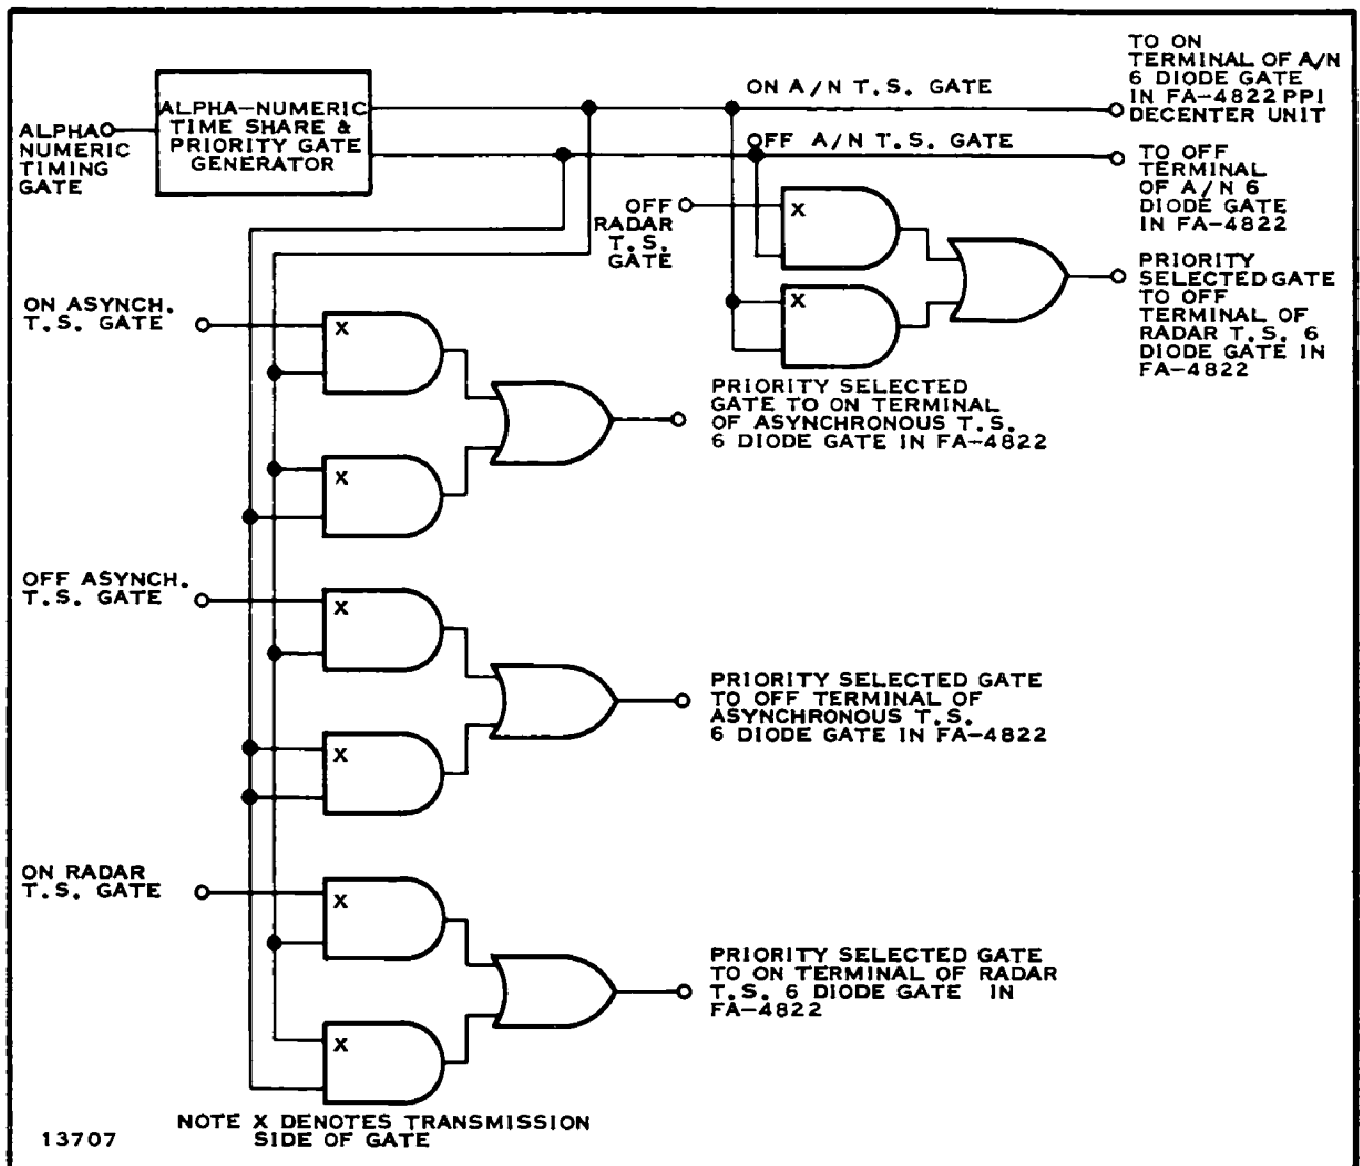 ALPHA
NUMERIC
TIMING
GATE
ALPHA-NUMERIC
TIME SHARE &
PRIORITY GATE
GENERATOR
ON A/N T.S. GATE
OFF A/N T.S. GATE
TO ON
TERMINAL OF A/N
6 DIODE GATE
IN FA-4822 PPI
DECENTER UNIT
TO OFF
TERMINAL
OF A/N 6
DIODE GATE
IN FA-4822
OFF
RADAR
T.S.
GATE
X
X
PRIORITY
SELECTED GATE
TO OFF
TERMINAL OF
RADAR T.S. 6
DIODE GATE IN
FA-4822
ON ASYNCH.
T.S. GATE
X
X
PRIORITY SELECTED
GATE TO ON TERMINAL
OF ASYNCHRONOUS T.S.
6 DIODE GATE IN FA-4822
OFF ASYNCH.
T.S. GATE
X
X
PRIORITY SELECTED GATE
TO OFF TERMINAL OF
ASYNCHRONOUS T.S.
6 DIODE GATE IN FA-4822
ON RADAR
T.S. GATE
X
X
PRIORITY SELECTED GATE
TO ON TERMINAL OF RADAR
T.S. 6 DIODE GATE IN
FA-4822
NOTE X DENOTES TRANSMISSION
SIDE OF GATE
13707